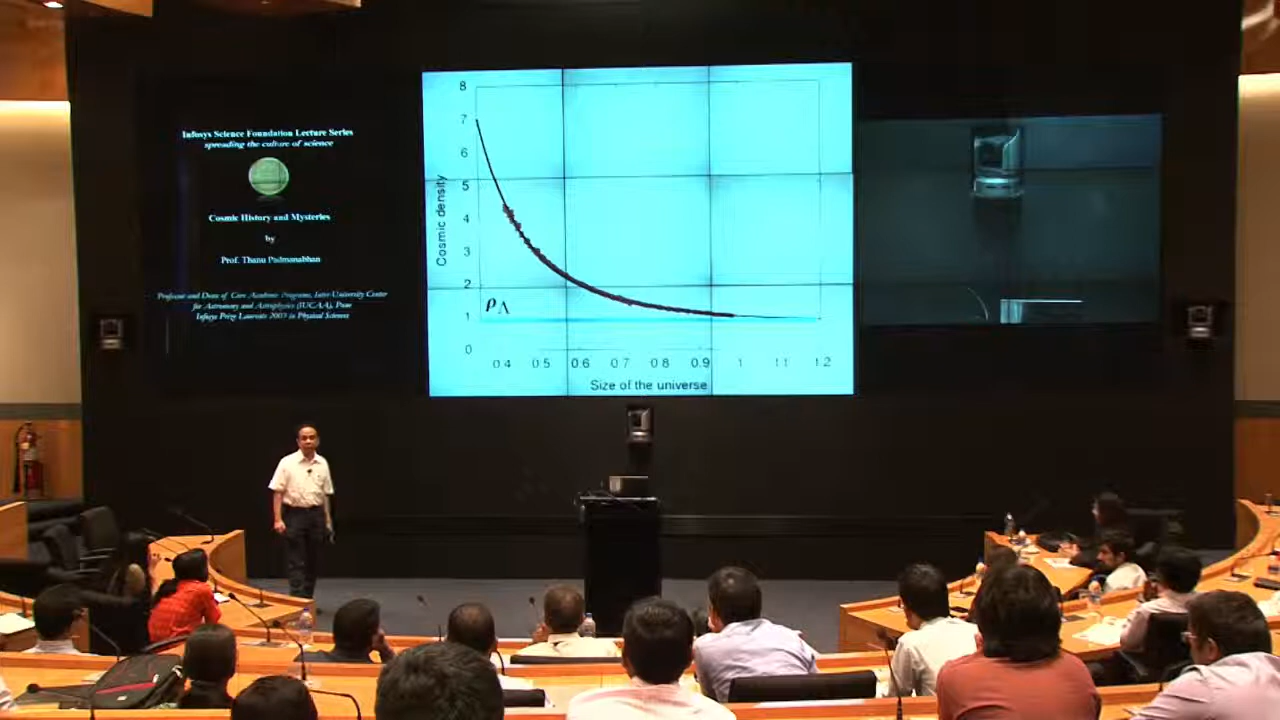 Infosys Science Foundation Lecture Series
spreading the culture of science
Cosmic History and Mysteries
by
Prof. Thanu Padmanabhan
Professor and Dean of Core Academic Programs, Inter-University Center
for Astronomy and Astrophysics (IUCAA), Pune
Infosys Prize Laureate 2009 in Physical Sciences
Cosmic density
8
7
6
5
4
3
2
1
0
ρΛ
0.4 0.5 0.6 0.7 0.8 0.9 1 1.1 1.2
Size of the universe